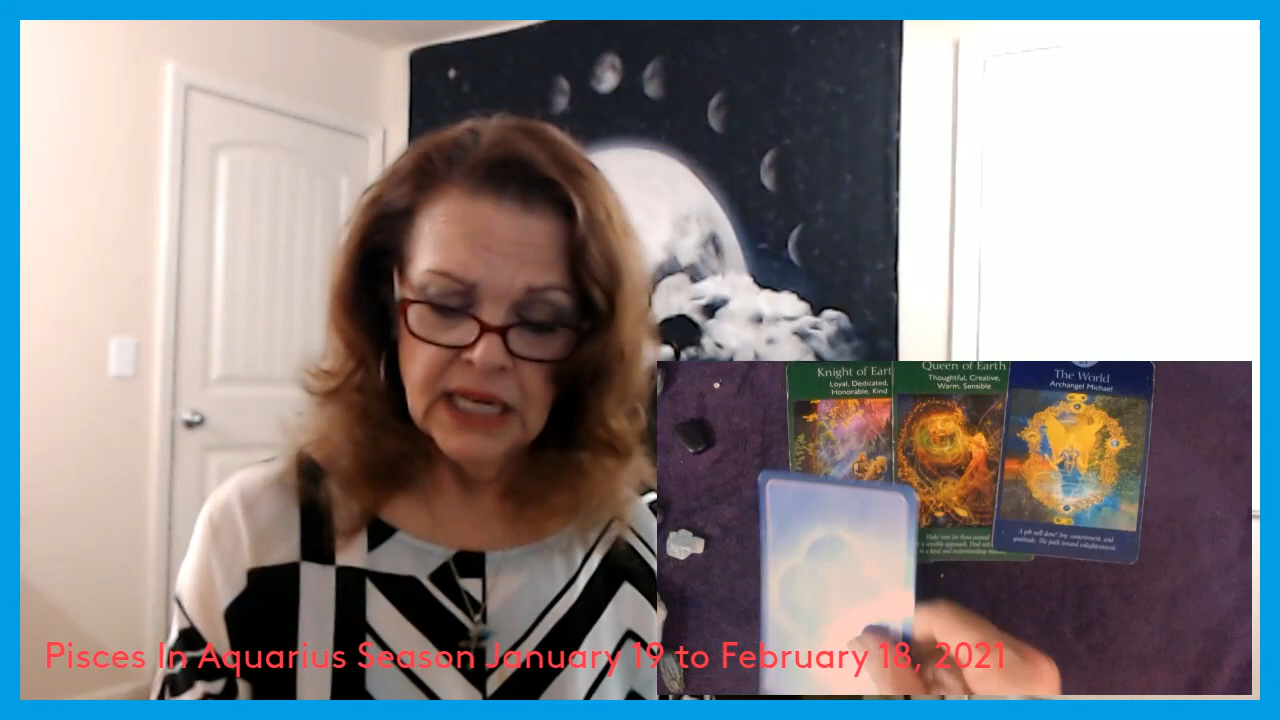 Knight of Eart
Loyal, Dedicated,
Honorable, Kind
Queen of Earth
Thoughtful, Creative,
Warm, Sensible
The World
Archangel Michael
A job well done! Joy, contentment, and
gratitude. The path toward enlightenment
Pisces In Aquarius Season January 19 to February 18, 2021